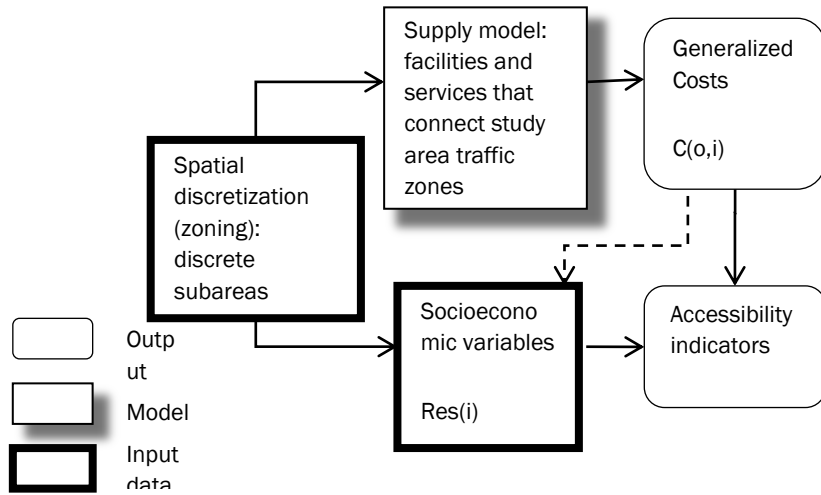 Supply model:
facilities and
services that
connect study
area traffic
zones
Generalized
Costs
C(o,i)
Spatial
discretization
(zoning):
discrete
subareas
Socioecono
mic variables
Res(i)
Accessibility
indicators
Outp
ut
Model
Input
data